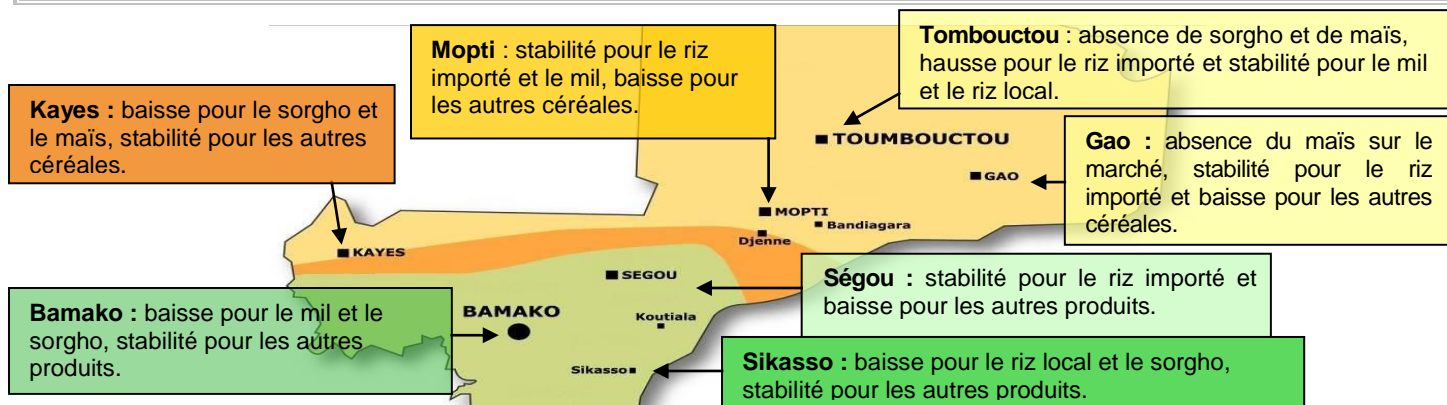 Mopti : stabilité pour le riz
importé et le mil, baisse pour
les autres céréales.
Tombouctou : absence de sorgho et de maïs,
hausse pour le riz importé et stabilité pour le mil
et le riz local.
Kayes : baisse pour le sorgho et
le maïs, stabilité pour les autres
céréales.
Gao : absence du maïs sur le
marché, stabilité pour le riz
importé et baisse pour les autres
céréales.
TOUMBOUCTOU
GAO
MOPTI
Bandiagara
Djenne
KAYES
SEGOU
Ségou : stabilité pour le riz importé et
baisse pour les autres produits.
Bamako : baisse pour le mil et le
sorgho, stabilité pour les autres
produits.
BAMAKO
Koutiala
Sikasso
Sikasso : baisse pour le riz local et le sorgho,
stabilité pour les autres produits.